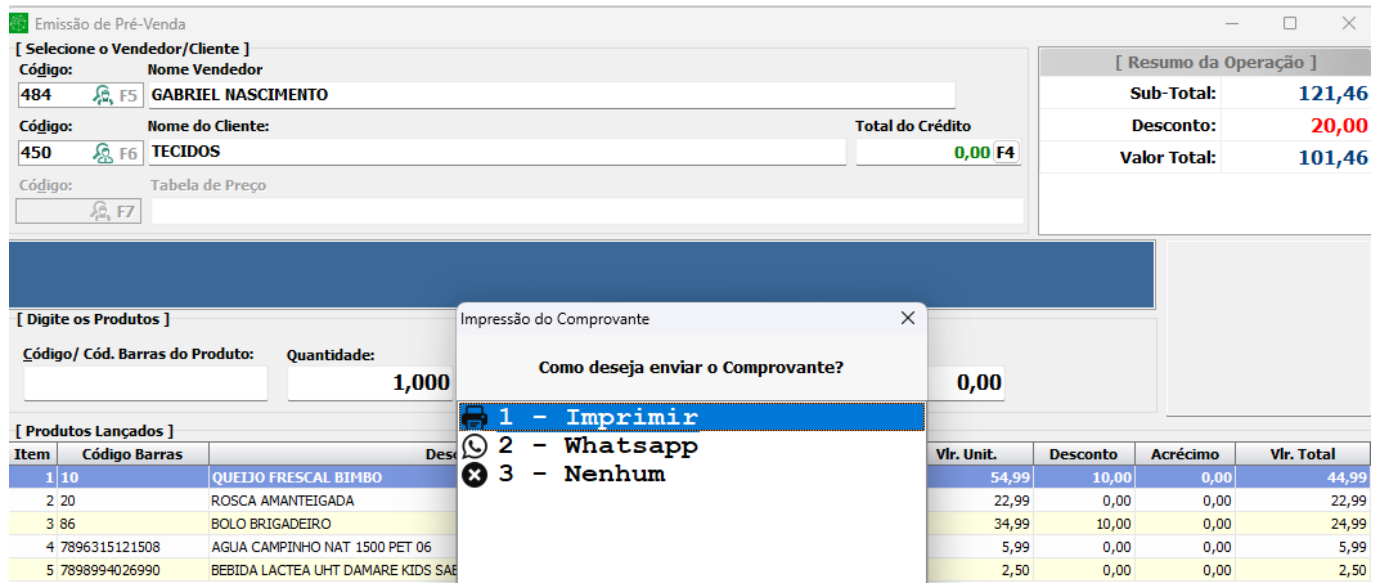 Emissão de Pré-Venda
[ Selecione o Vendedor/Cliente ]
Código: Nome Vendedor
484 F5 GABRIEL NASCIMENTO
Código: Nome do Cliente: Total do Crédito
450 F6 TECIDOS 0,00 F4
Código: Tabela de Preço
F7
[ Resumo da Operação ]
Sub-Total: 121,46
Desconto: 20,00
Valor Total: 101,46
[ Digite os Produtos ]
Código/ Cód. Barras do Produto: Quantidade:
1,000 0,00
Impressão do Comprovante
Como deseja enviar o Comprovante?
1 - Imprimir
2 - Whatsapp
3 - Nenhum
[ Produtos Lançados ]
Item Código Barras Vlr. Unit. Desconto Acrécimo Vlr. Total
1 10 QUEIJO FRESCAL BIMBO 54,99 10,00 0,00 44,99
2 20 ROSCA AMANTEIGADA 22,99 0,00 0,00 22,99
3 86 BOLO BRIGADEIRO 34,99 10,00 0,00 24,99
4 7896315121508 AGUA CAMPINHO NAT 1500 PET 06 5,99 0,00 0,00 5,99
5 7898994026990 BEBIDA LACTEA UHT DAMARE KIDS 2,50 0,00 0,00 2,50